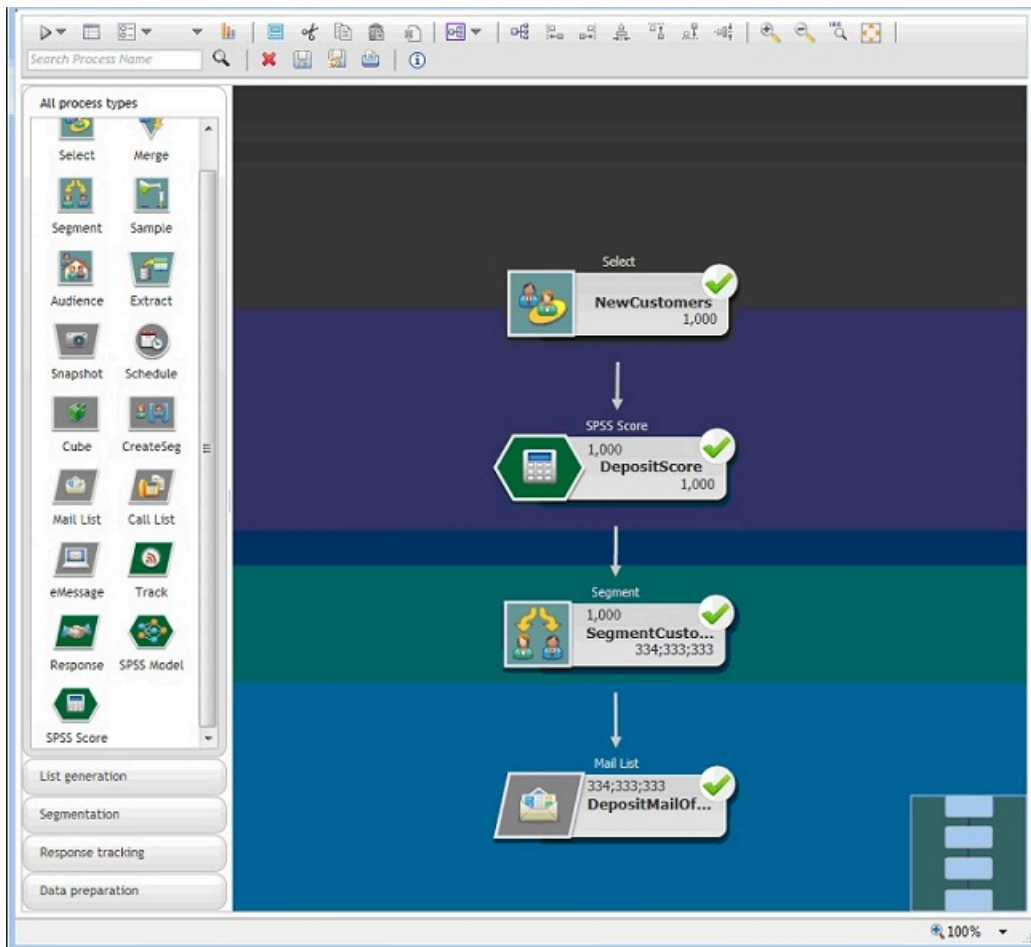 Search Process Name
All process types
Select Merge
Segment Sample
Audience Extract
Snapshot Schedule
Cube CreateSeg
Mail List Call List
eMessage Track
Response SPSS Model
SPSS Score
List generation
Segmentation
Response tracking
Data preparation
Select
NewCustomers
1,000
SPSS Score
1,000
DepositScore
1,000
Segment
1,000
SegmentCusto...
334;333;333
Mail List
334;333;333
DepositMailOf...
100%